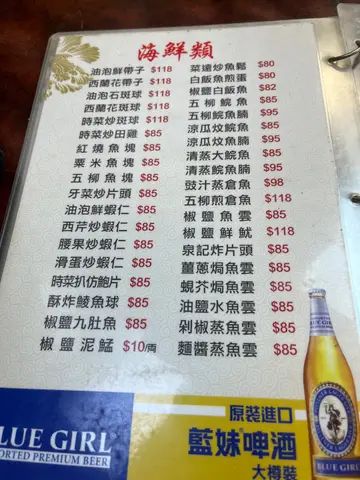 海鮮類
油泡鮮帶子 $118
西蘭花帶子 $118
油泡石斑球 $118
西蘭花斑球 $118
時菜炒斑球 $118
時菜炒田雞 $85
紅燒魚塊 $85
粟米魚塊 $85
五柳魚塊 $85
牙菜炒片頭 $85
油泡鮮蝦仁 $85
西芹炒蝦仁 $85
腰果炒蝦仁 $85
滑蛋炒蝦仁 $85
時菜扒仿鮑片 $85
酥炸鲮魚球 $85
椒鹽九肚魚 $85
椒鹽泥鯭 $10/両
菜遠炒魚鬆 $80
白飯魚煎蛋 $80
椒鹽白飯魚 $82
五柳鯇魚 $85
五柳鯇魚腩 $95
涼瓜炆鯇魚 $85
涼瓜炆魚腩 $95
清蒸大鯇魚 $85
清蒸鯇魚腩 $95
豉汁蒸倉魚 $98
五柳煎倉魚 $118
椒鹽魚雲 $85
椒鹽鮮魷 $118
泉記炸片頭 $85
薑蔥焗魚雲 $85
蜆芥焗魚雲 $85
油鹽水魚雲 $85
剁椒蒸魚雲 $85
麵醬蒸魚雲 $85
BLUE GIRL
IMPORTED PREMIUM BEER
原裝進口
藍妹®啤酒
大樽裝
BLUE GIRL